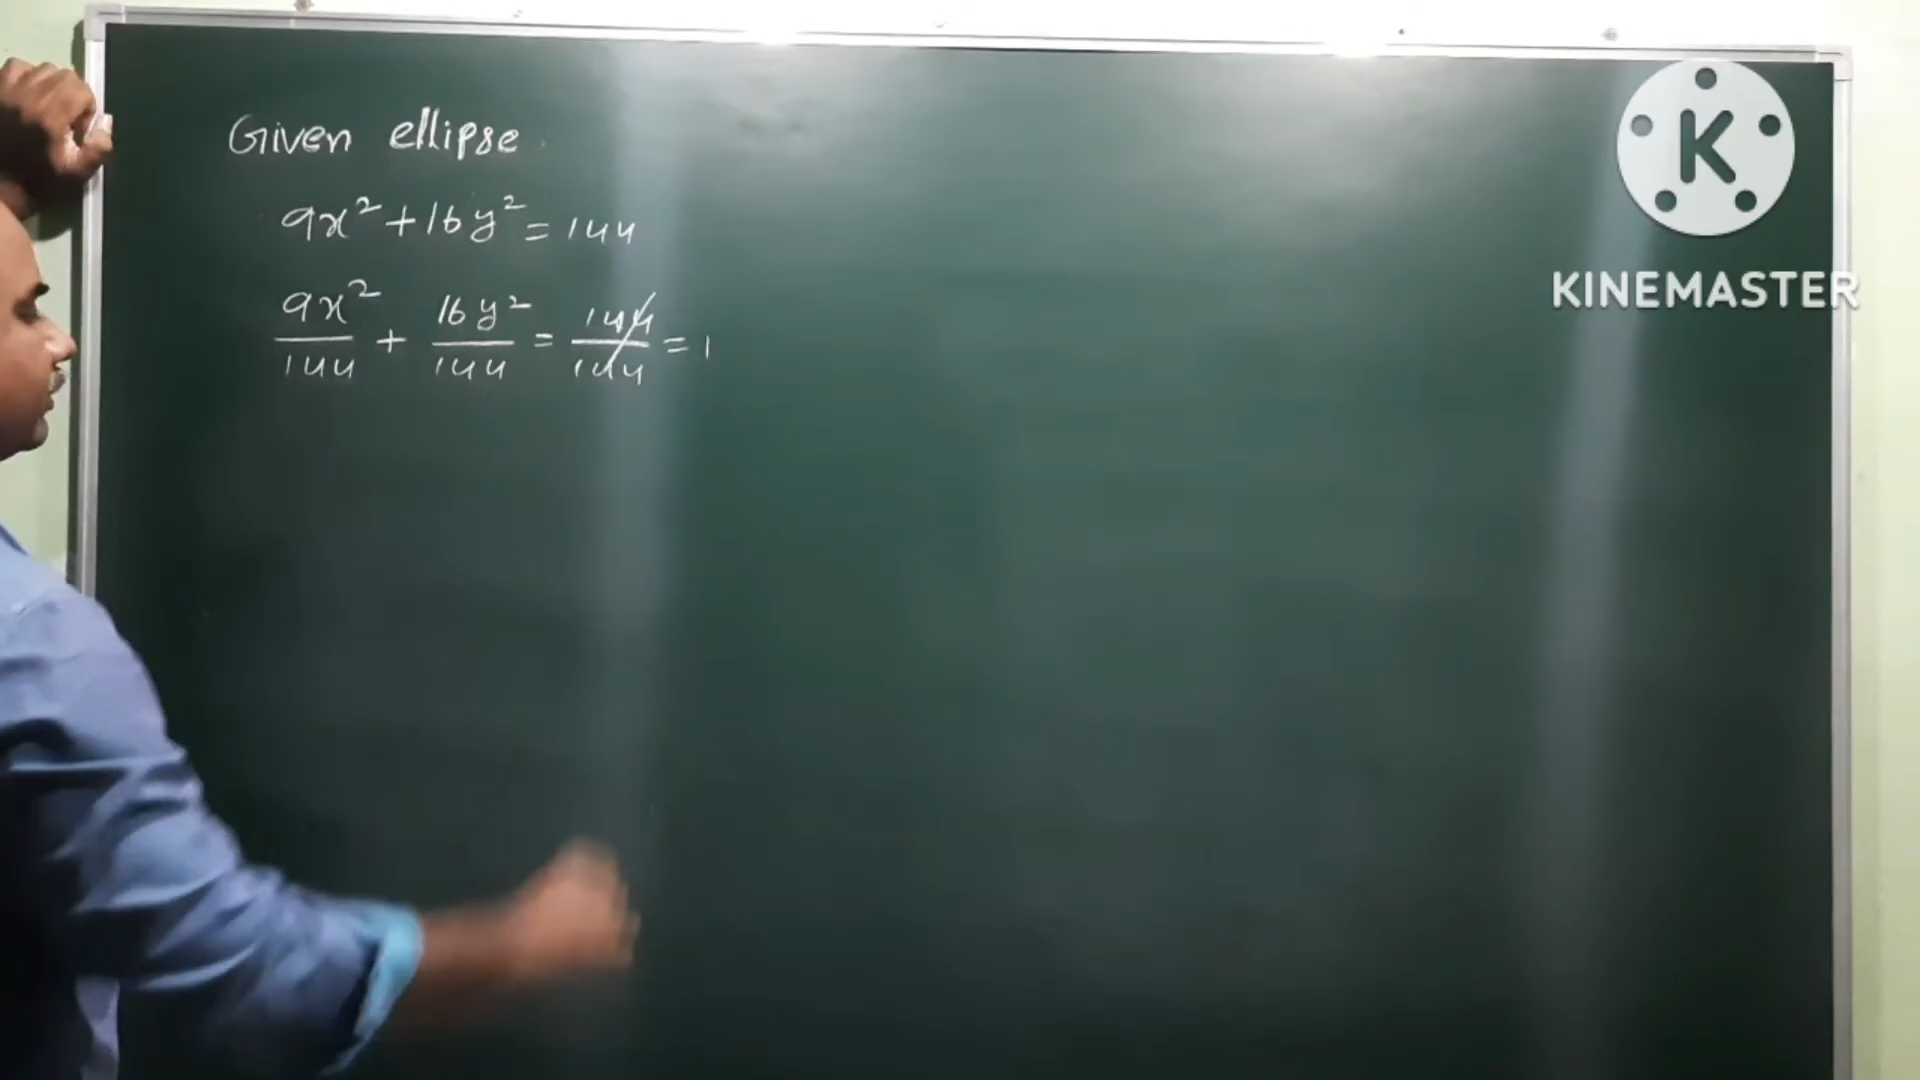 Given ellipse
9x² + 16y² = 144
9x²/144 + 16y²/144 = 144/144 = 1
K
KINEMASTER